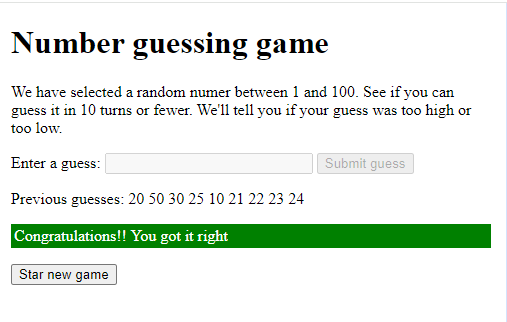 Number guessing game
We have selected a random numer between 1 and 100. See if you can
guess it in 10 turns or fewer. We'll tell you if your guess was too high or
too low.
Enter a guess: Submit guess
Previous guesses: 20 50 30 25 10 21 22 23 24
Congratulations!! You got it right
Star new game